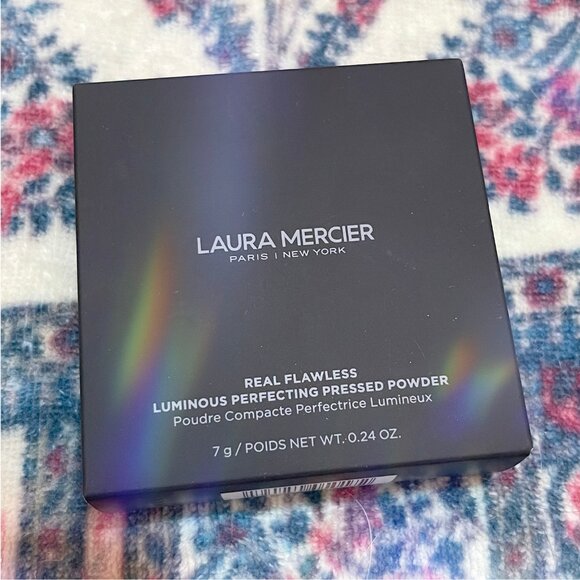 LAURA MERCIER
PARIS | NEW YORK
REAL FLAWLESS
LUMINOUS PERFECTING PRESSED POWDER
Poudre Compacte Perfectrice Lumineux
7 g / POIDS NET WT. 0.24 OZ.